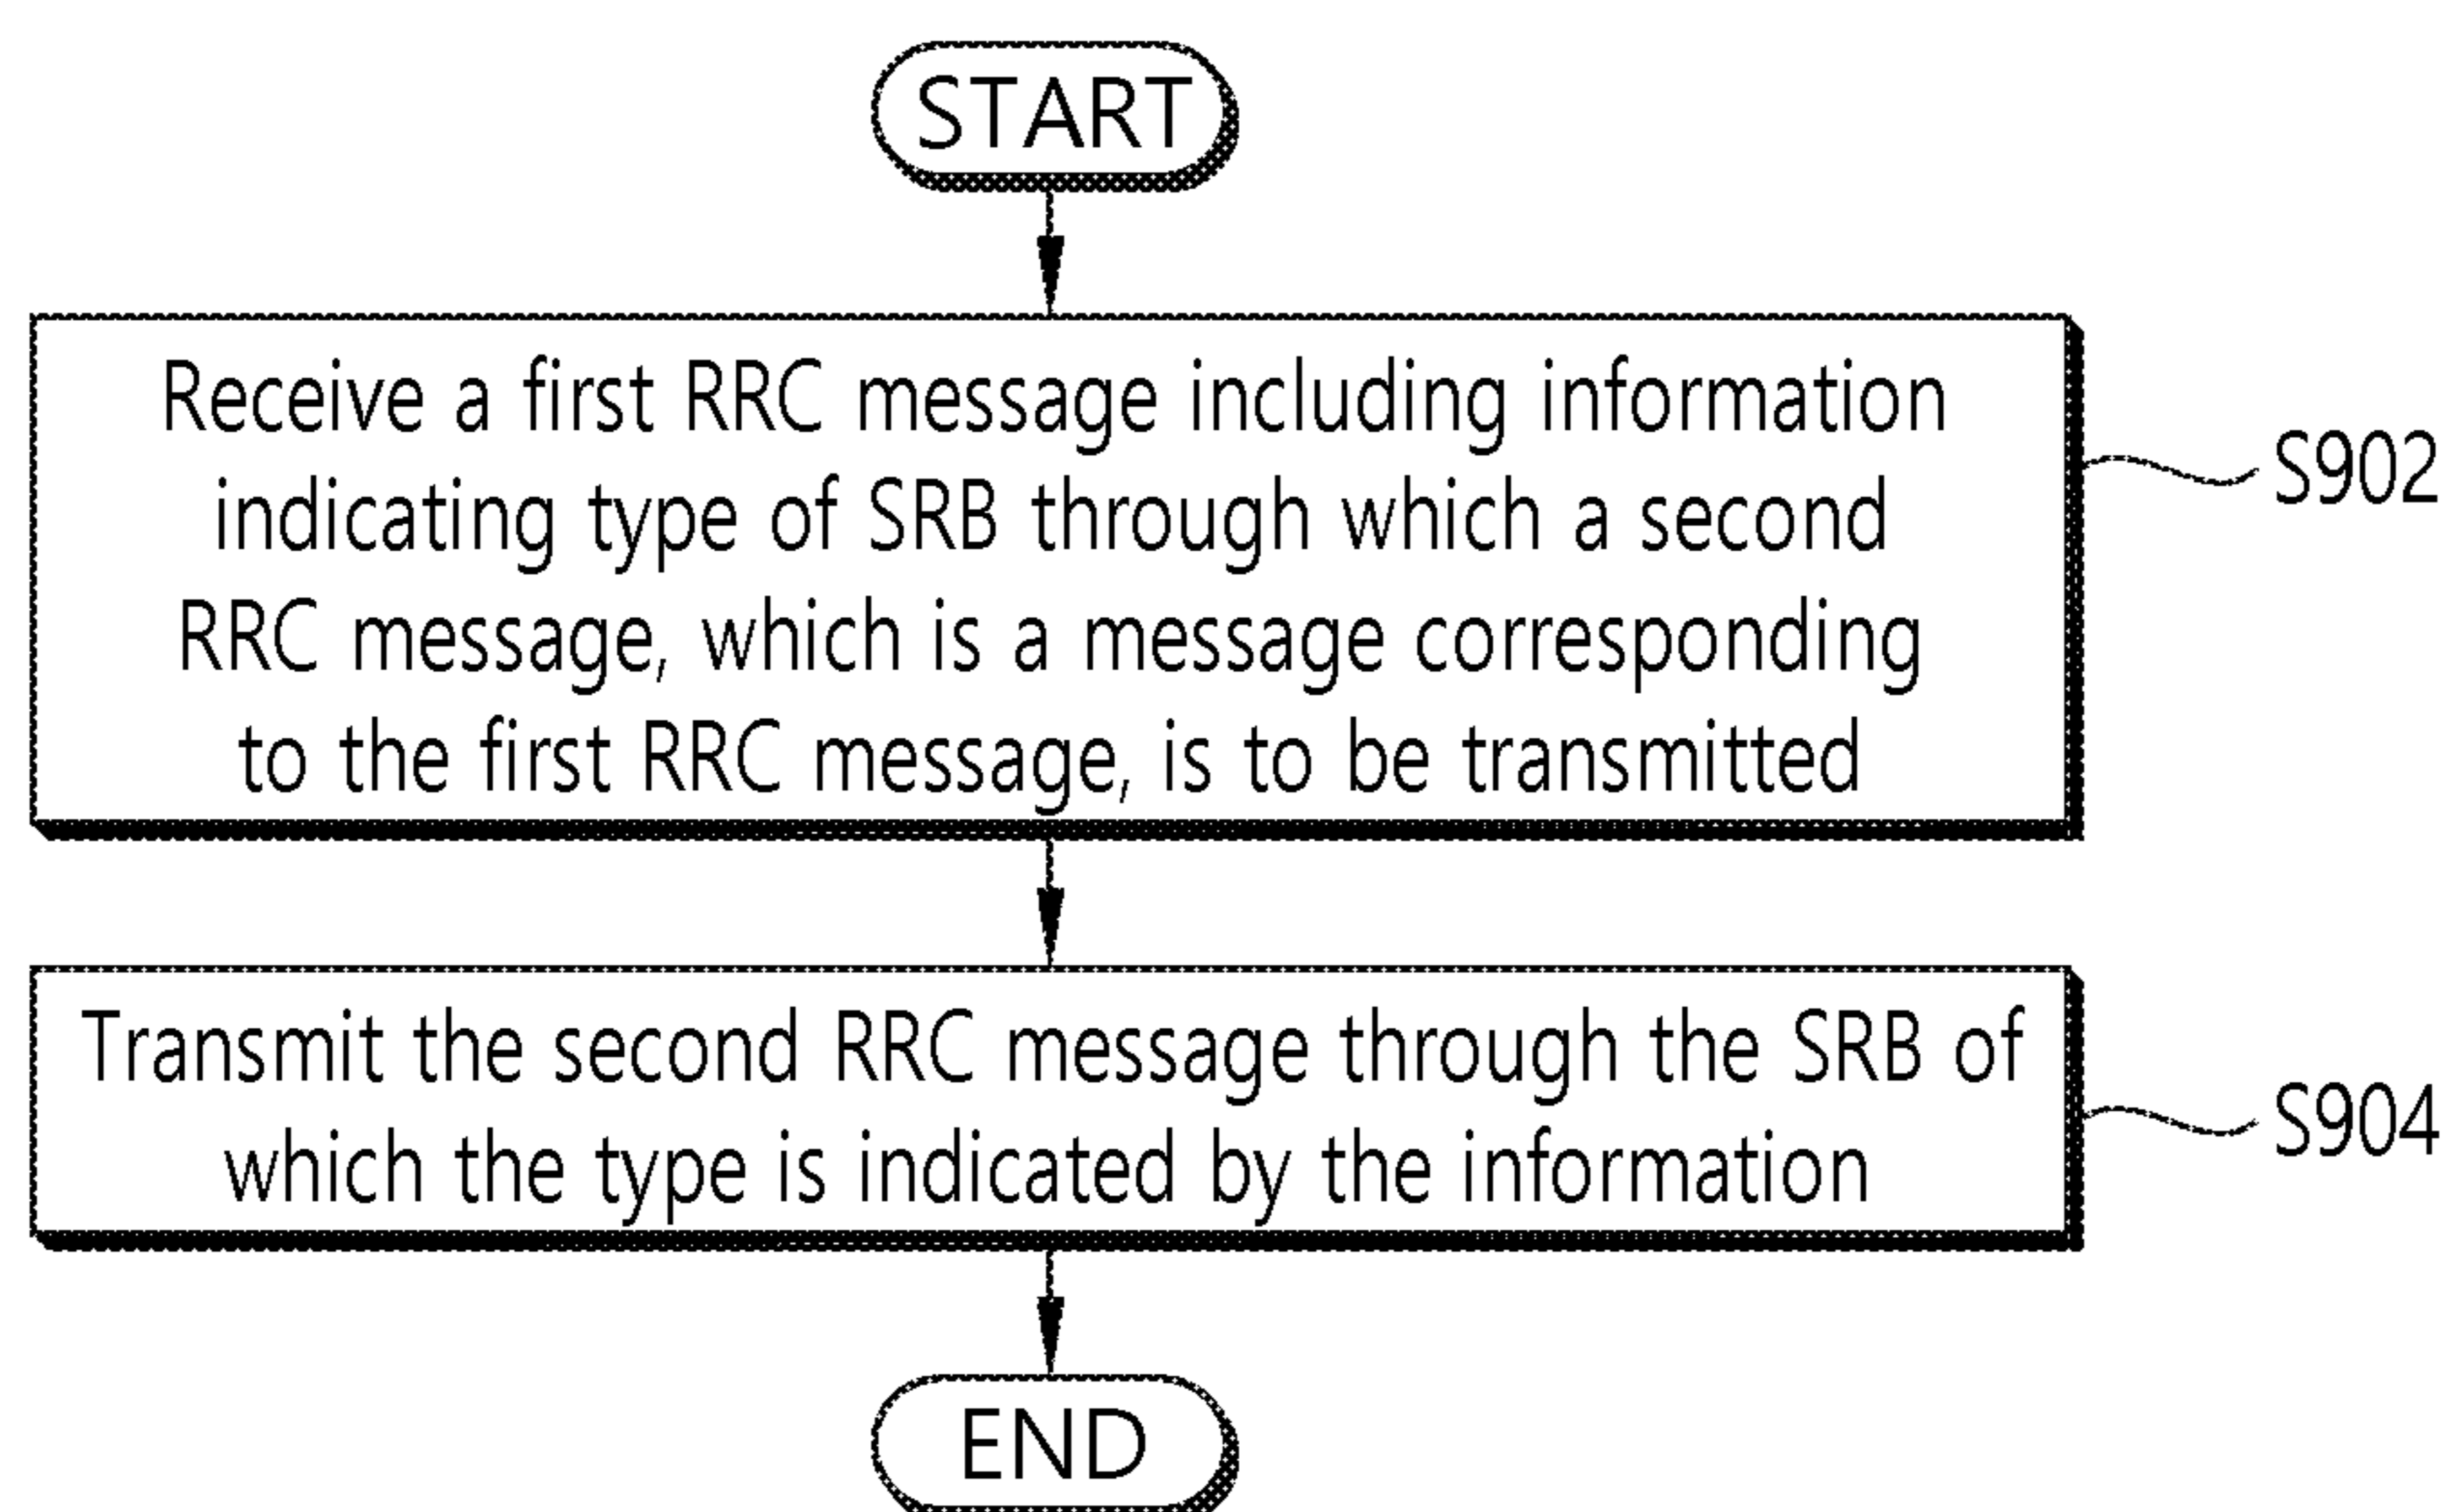 START
Receive a first RRC message including information
indicating type of SRB through which a second
RRC message, which is a message corresponding
to the first RRC message, is to be transmitted
S902
Transmit the second RRC message through the SRB of
which the type is indicated by the information
S904
END